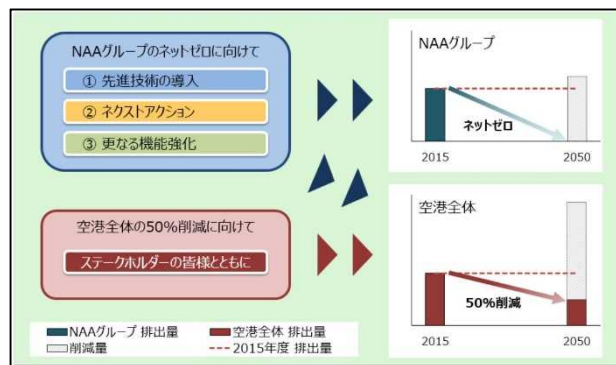 NAAグループのネットゼロに向けて
① 先進技術の導入
② ネクストアクション
③ 更なる機能強化
NAAグループ
ネットゼロ
2015
2050
空港全体の50%削減に向けて
ステークホルダーの皆様とともに
空港全体
50%削減
2015
2050
NAAグループ 排出量
空港全体 排出量
削減量
2015年度 排出量